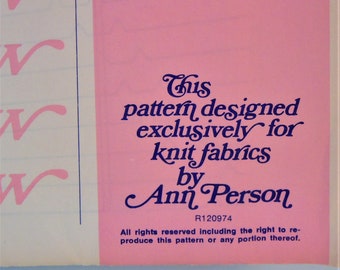 This
pattern designed
exclusively for
knit fabrics
by
Ann Person
R120974
All rights reserved including the right to re-
produce this pattern or any portion thereof.